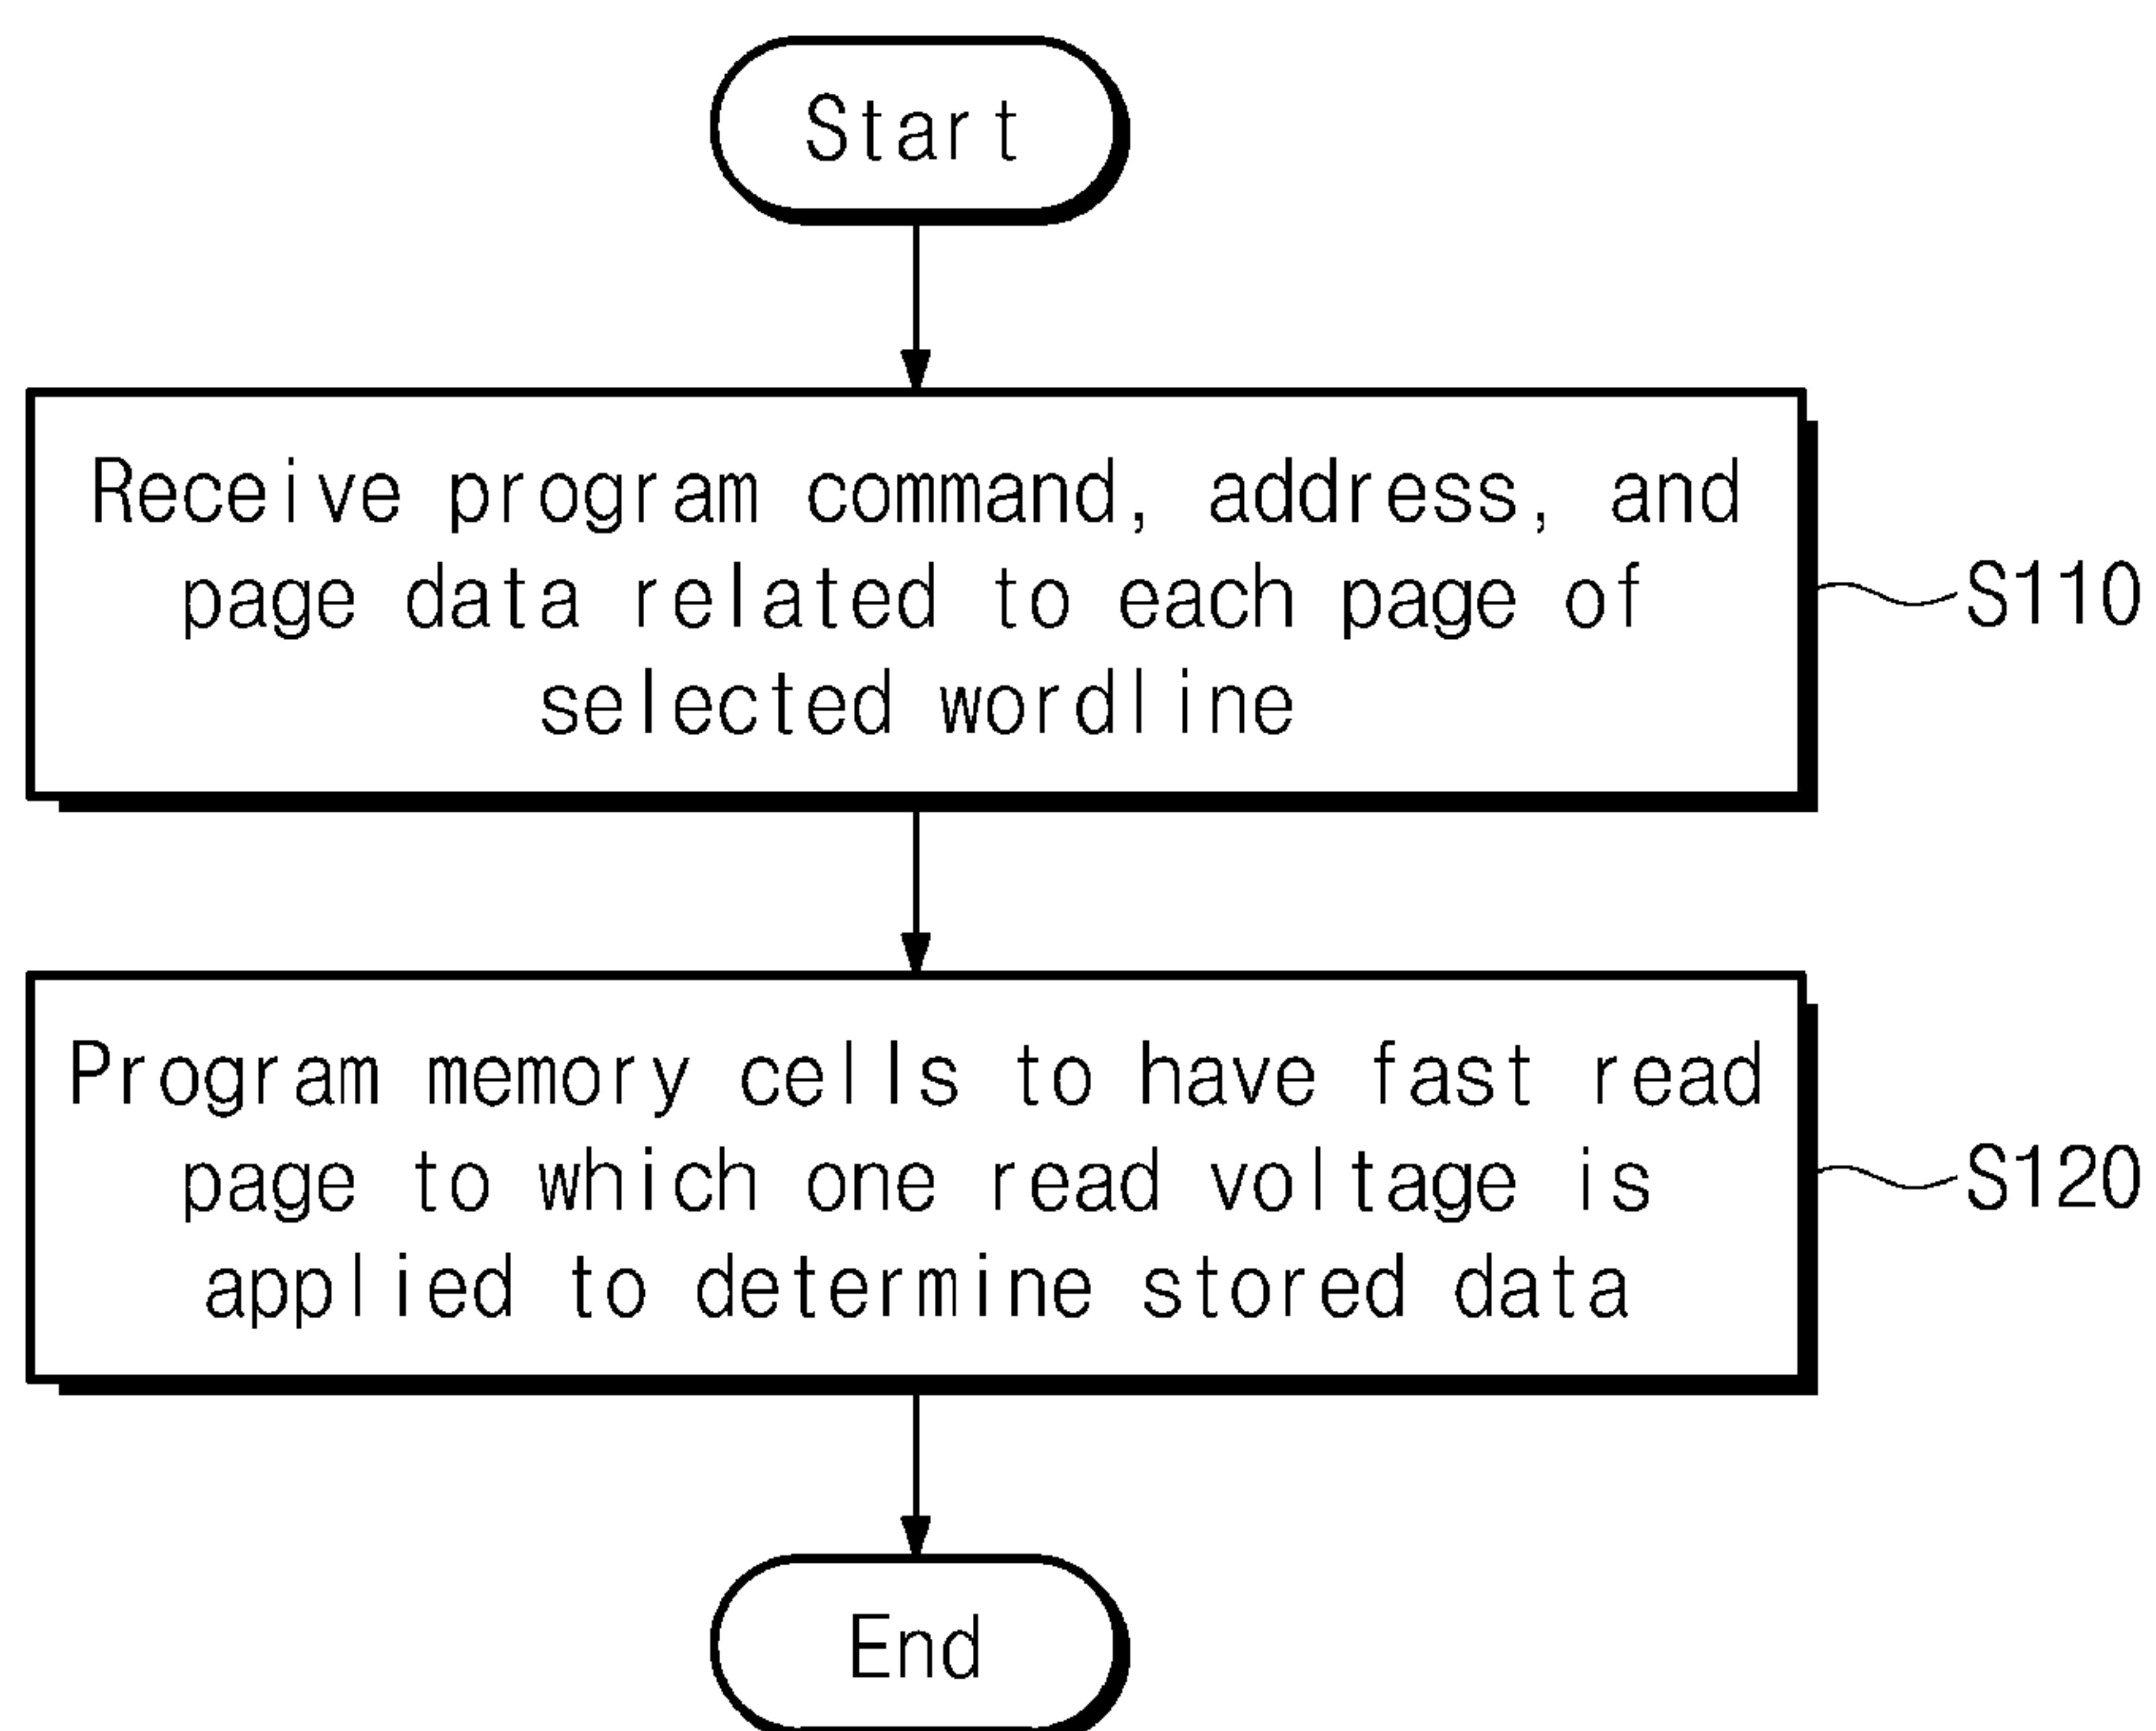 Start
Receive program command, address, and
page data related to each page of
selected wordline
S110
Program memory cells to have fast read
page to which one read voltage is
applied to determine stored data
S120
End